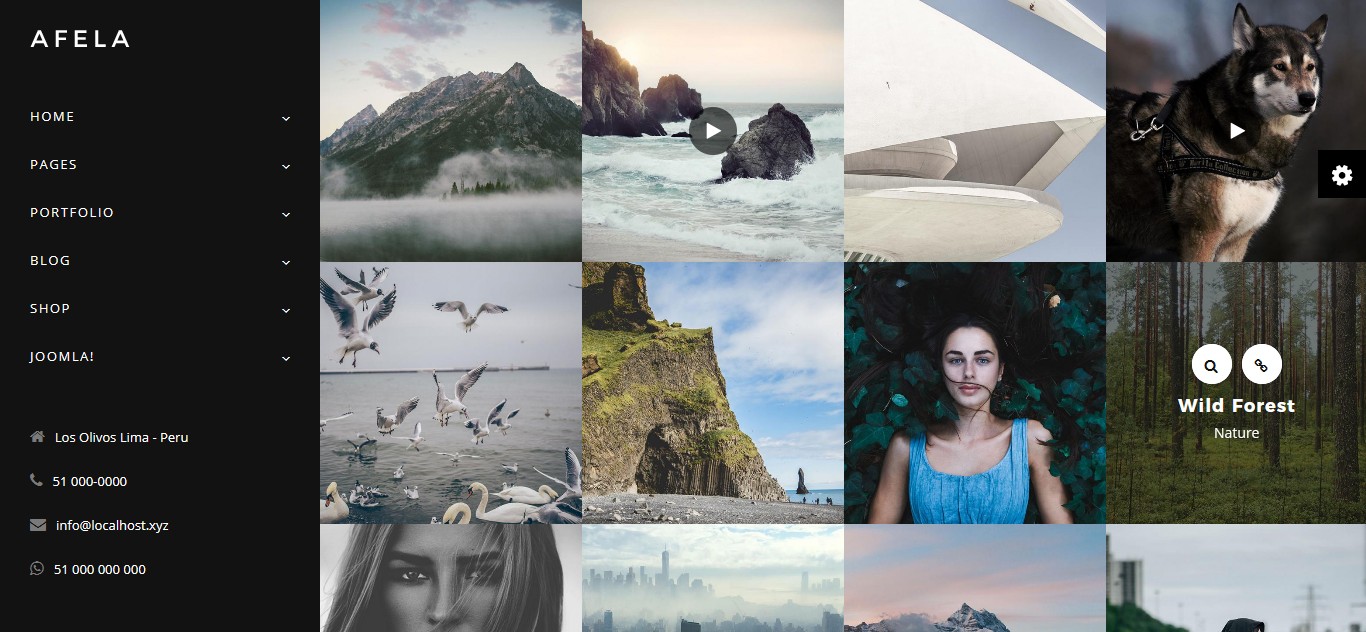 AFELA
HOME
PAGES
PORTFOLIO
BLOG
SHOP
JOOMLA!
Los Olivos Lima - Peru
51 000-0000
info@localhost.xyz
51 000 000 000
Wild Forest
Nature